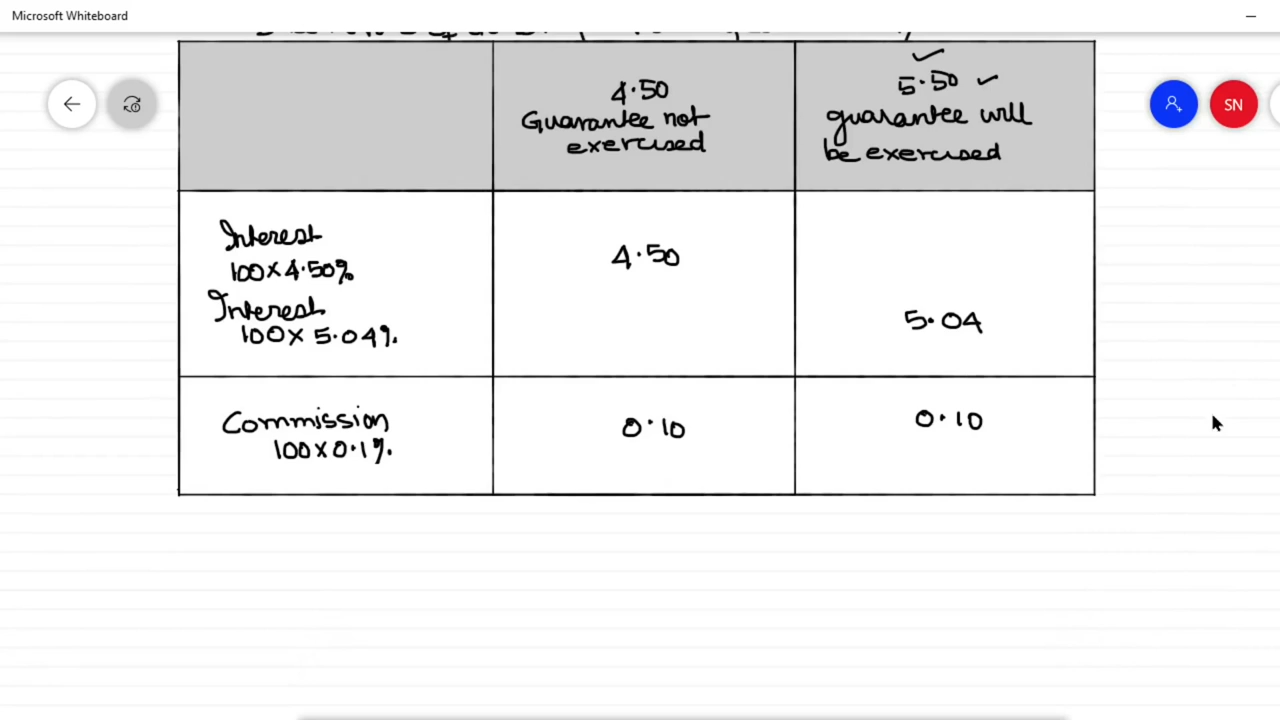 Microsoft Whiteboard
4.50
Guarantee not
exercised
5.50
guarantee will
be exercised
SN
Interest
100 x 4.50%
4.50
Interest
100 x 5.04%.
5.04
Commission
100 x 0.1%.
0.10
0.10